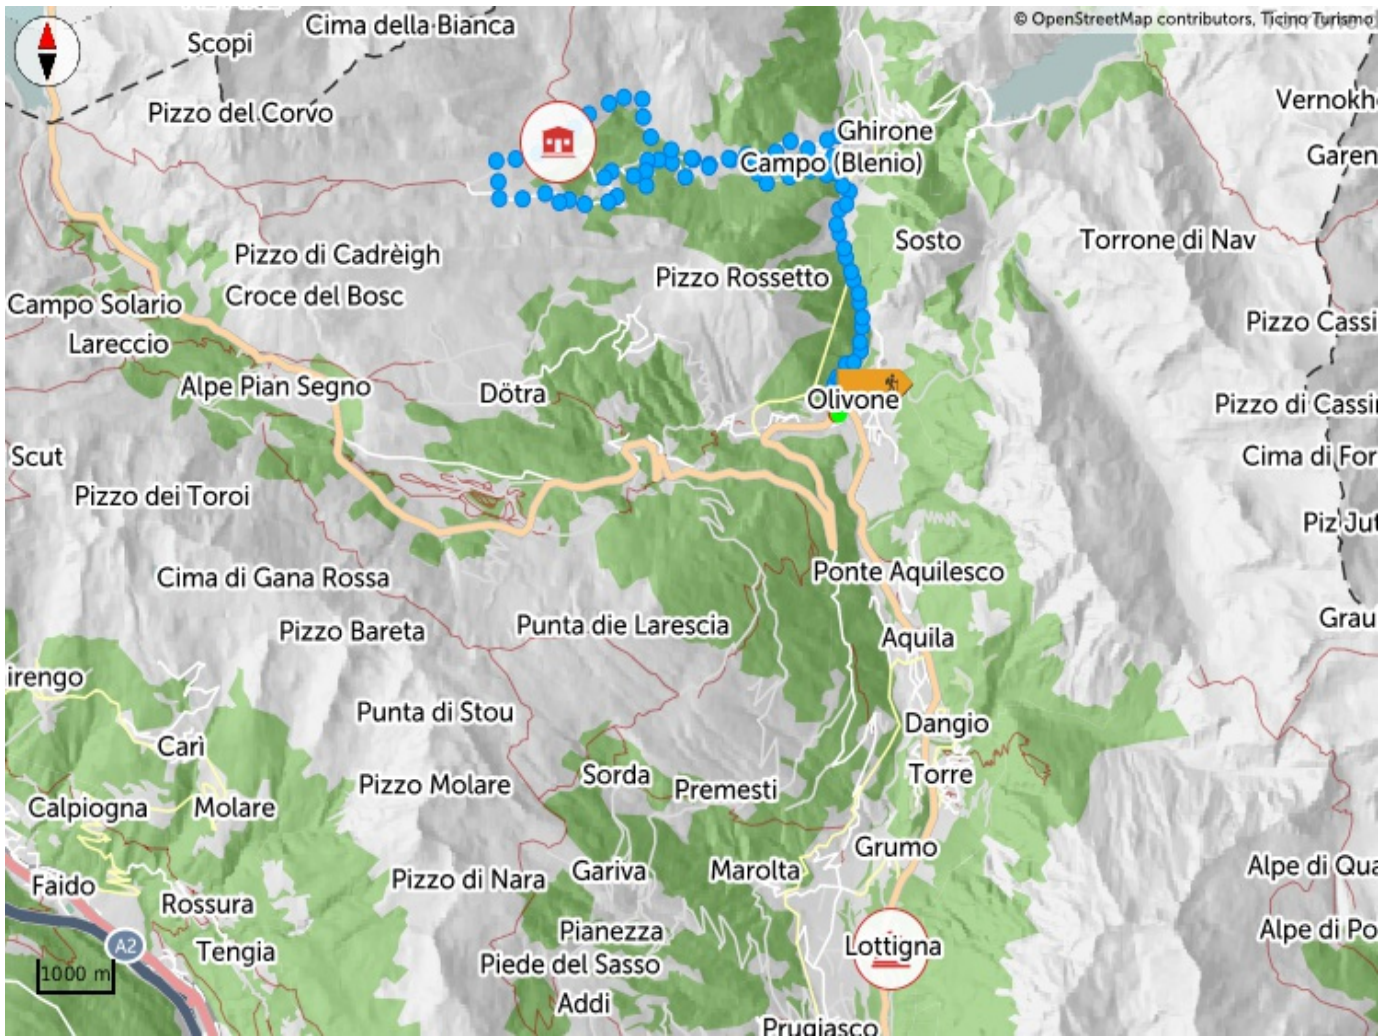 © OpenStreetMap contributors, Ticino Turismo
Cima della Bianca
Scopi
Pizzo del Corvo
Vernokh
Ghirone
Campo (Blenio)
Garen
Sosto
Torrone di Nav
Pizzo di Cadrèigh
Pizzo Rossetto
Croce del Bosc
Campo Solario
Pizzo Cassi
Lareccio
Alpe Pian Segno
Dötra
Olivone
Pizzo di Cassi
Scut
Cima di For
Pizzo dei Toroi
Piz Jut
Cima di Gana Rossa
Ponte Aquilesco
Pizzo Bareta
Punta die Larescia
Grau
Aquila
irengo
Punta di Stou
Dangio
Carì
Sorda
Torre
Pizzo Molare
Premesti
Calpiogna
Molare
Grumo
Gariva
Marolta
Alpe di Qua
Pizzo di Nara
Faido
Rossura
Pianezza
Alpe di Po
A2
Tengia
Lottigna
Piede del Sasso
1000 m
Addi
Prugiasco